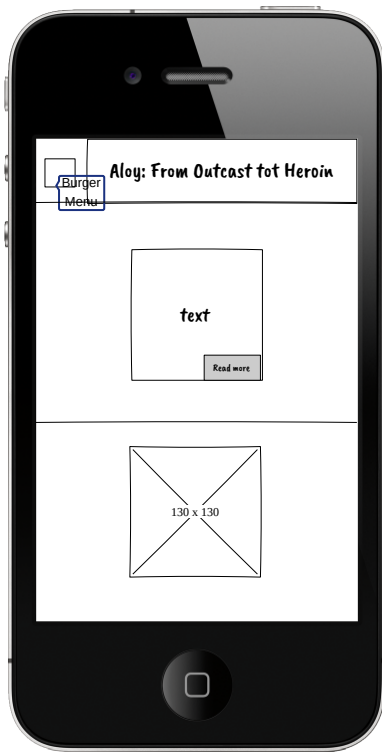 Aloy: From Outcast tot Heroin
Burger
Menu
text
Read more
130 x 130